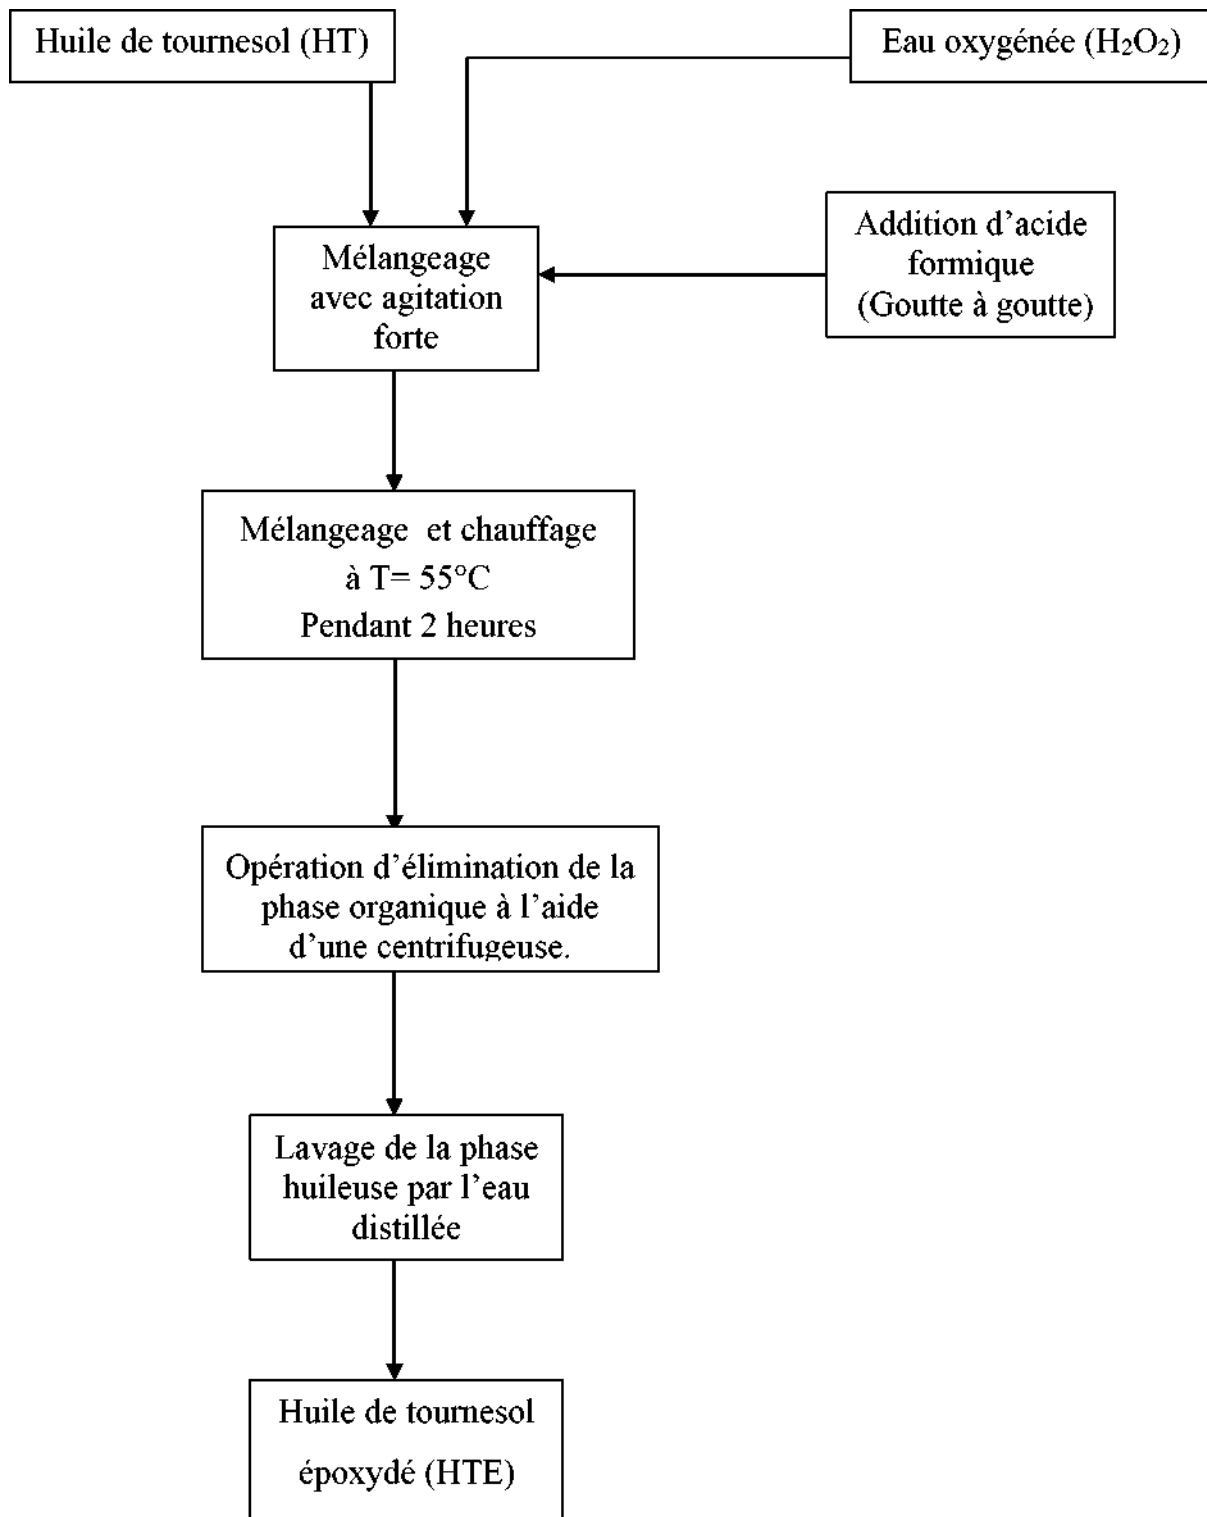 Huile de tournesol (HT)
Eau oxygénée (H₂O₂)
Addition d’acide
formique
(Goutte à goutte)
Mélangeage
avec agitation
forte
Mélangeage et chauffage
à T= 55°C
Pendant 2 heures
Opération d’élimination de la
phase organique à l’aide
d’une centrifugeuse.
Lavage de la phase
huileuse par l’eau
distillée
Huile de tournesol
époxydé (HTE)